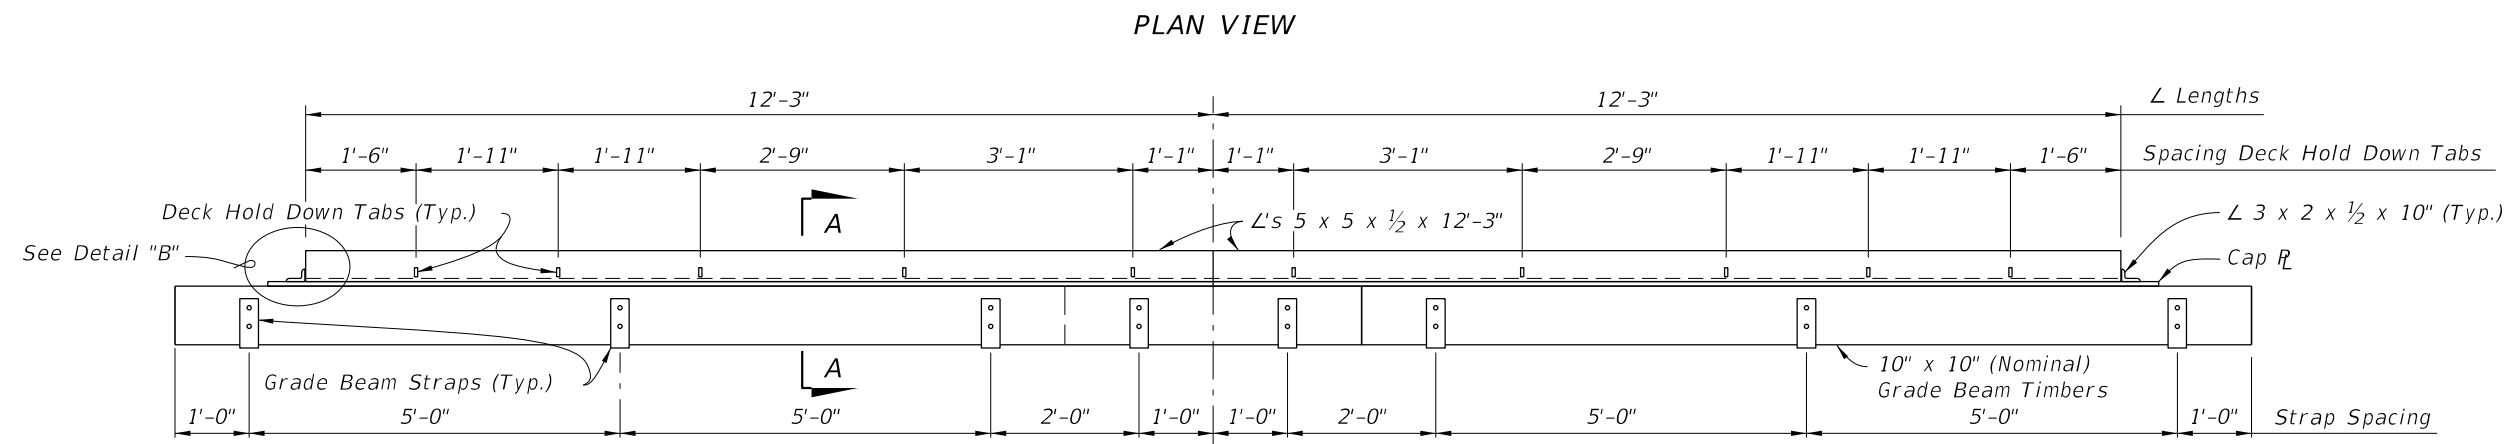 PLAN VIEW
12'-3" 12'-3" ∠ Lengths
1'-6" 1'-11" 1'-11" 2'-9" 3'-1" 1'-1" 1'-1" 3'-1" 2'-9" 1'-11" 1'-11" 1'-6" Spacing Deck Hold Down Tabs
Deck Hold Down Tabs (Typ.) A ∠'s 5 x 5 x ½ x 12'-3" ∠ 3 x 2 x ½ x 10" (Typ.)
See Detail "B" Cap ⅊
Grade Beam Straps (Typ.) A 10" x 10" (Nominal)
Grade Beam Timbers
1'-0" 5'-0" 5'-0" 2'-0" 1'-0" 1'-0" 2'-0" 5'-0" 5'-0" 1'-0" Strap Spacing